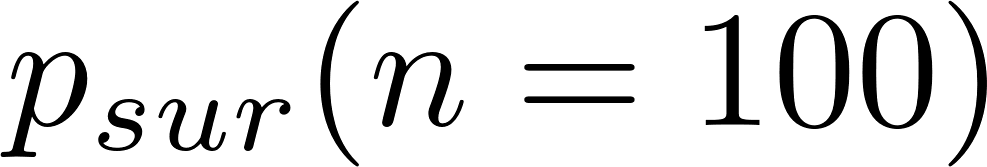 p_{sur}(n = 100)